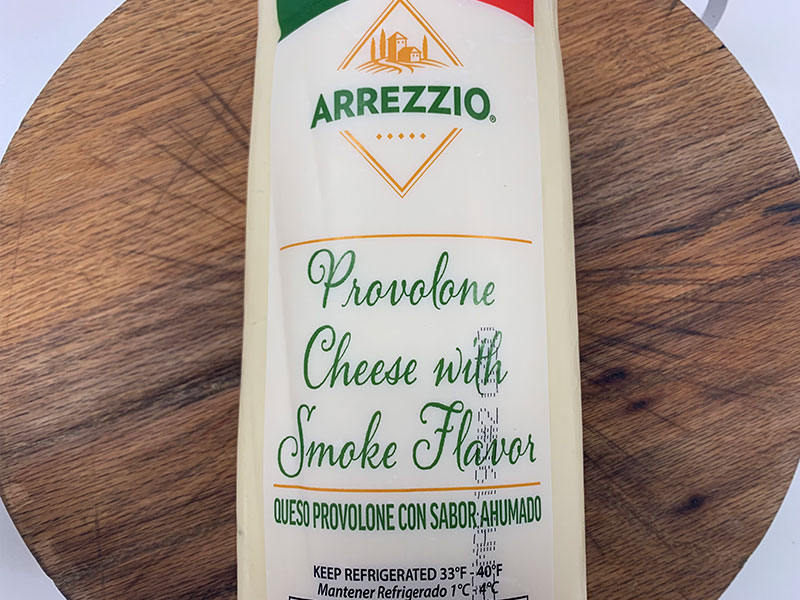 ARREZZIO®
Provolone
Cheese with
Smoke Flavor
QUESO PROVOLONE CON SABOR AHUMADO
KEEP REFRIGERATED 33°F - 40°F
Mantener Refrigerado 1°C - 4°C